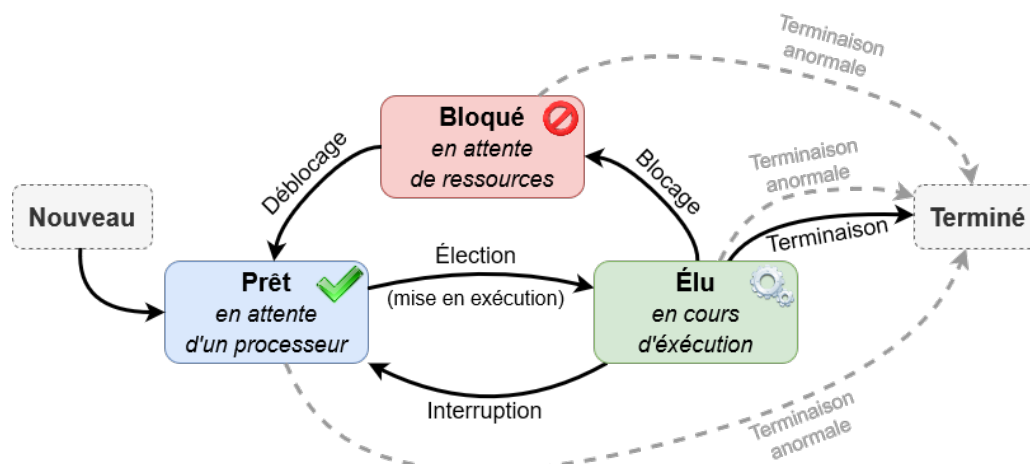 Terminaison
anormale
Bloqué
en attente
de ressources
Déblocage
Blocage
Terminaison
anormale
Nouveau
Terminé
Terminaison
Élection
(mise en exécution)
Prêt
en attente
d'un processeur
Élu
en cours
d'éxécution
Interruption
Terminaison
anormale